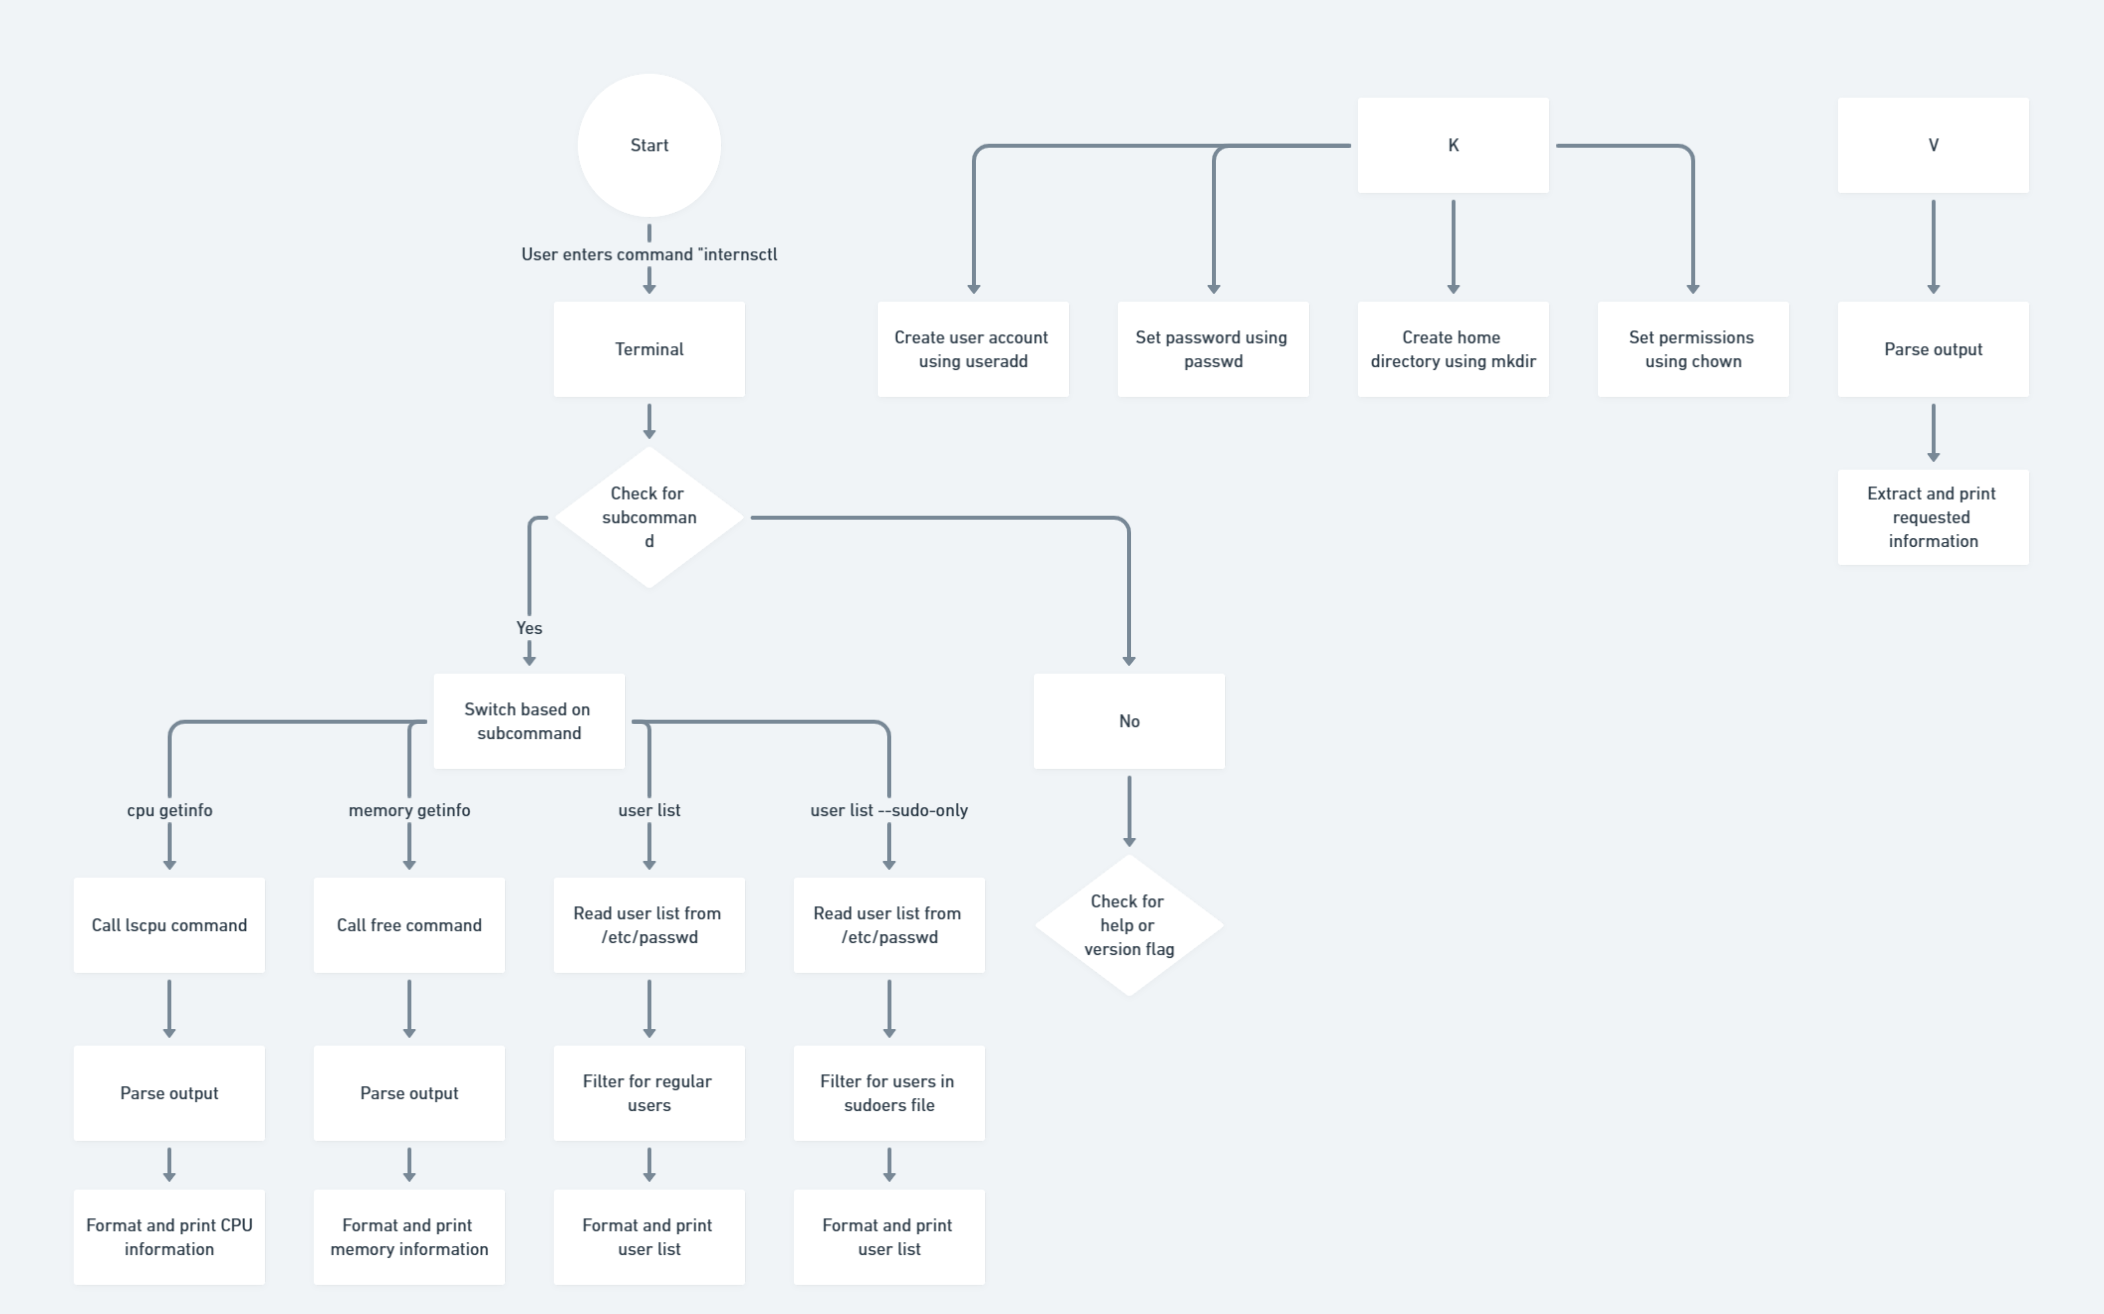 Start
K
V
User enters command "internsctl
Terminal
Create user account
using useradd
Set password using
passwd
Create home
directory using mkdir
Set permissions
using chown
Parse output
Check for
subcomman
d
Extract and print
requested
information
Yes
Switch based on
subcommand
No
cpu getinfo
memory getinfo
user list
user list --sudo-only
Call lscpu command
Call free command
Read user list from
/etc/passwd
Read user list from
/etc/passwd
Check for
help or
version flag
Parse output
Parse output
Filter for regular
users
Filter for users in
sudoers file
Format and print CPU
information
Format and print
memory information
Format and print
user list
Format and print
user list